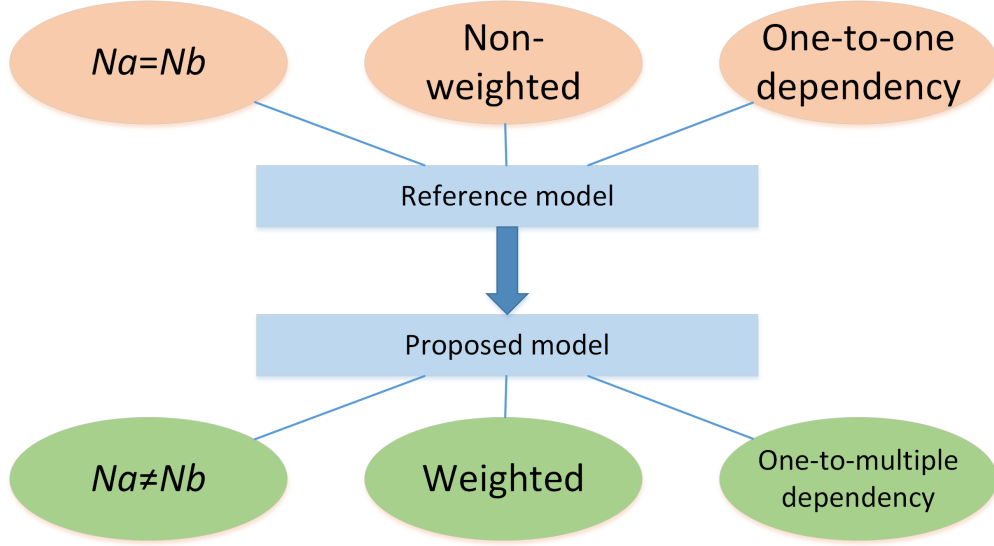 Na=Nb
Non-
weighted
One-to-one
dependency
Reference model
Proposed model
Na≠Nb
Weighted
One-to-multiple
dependency